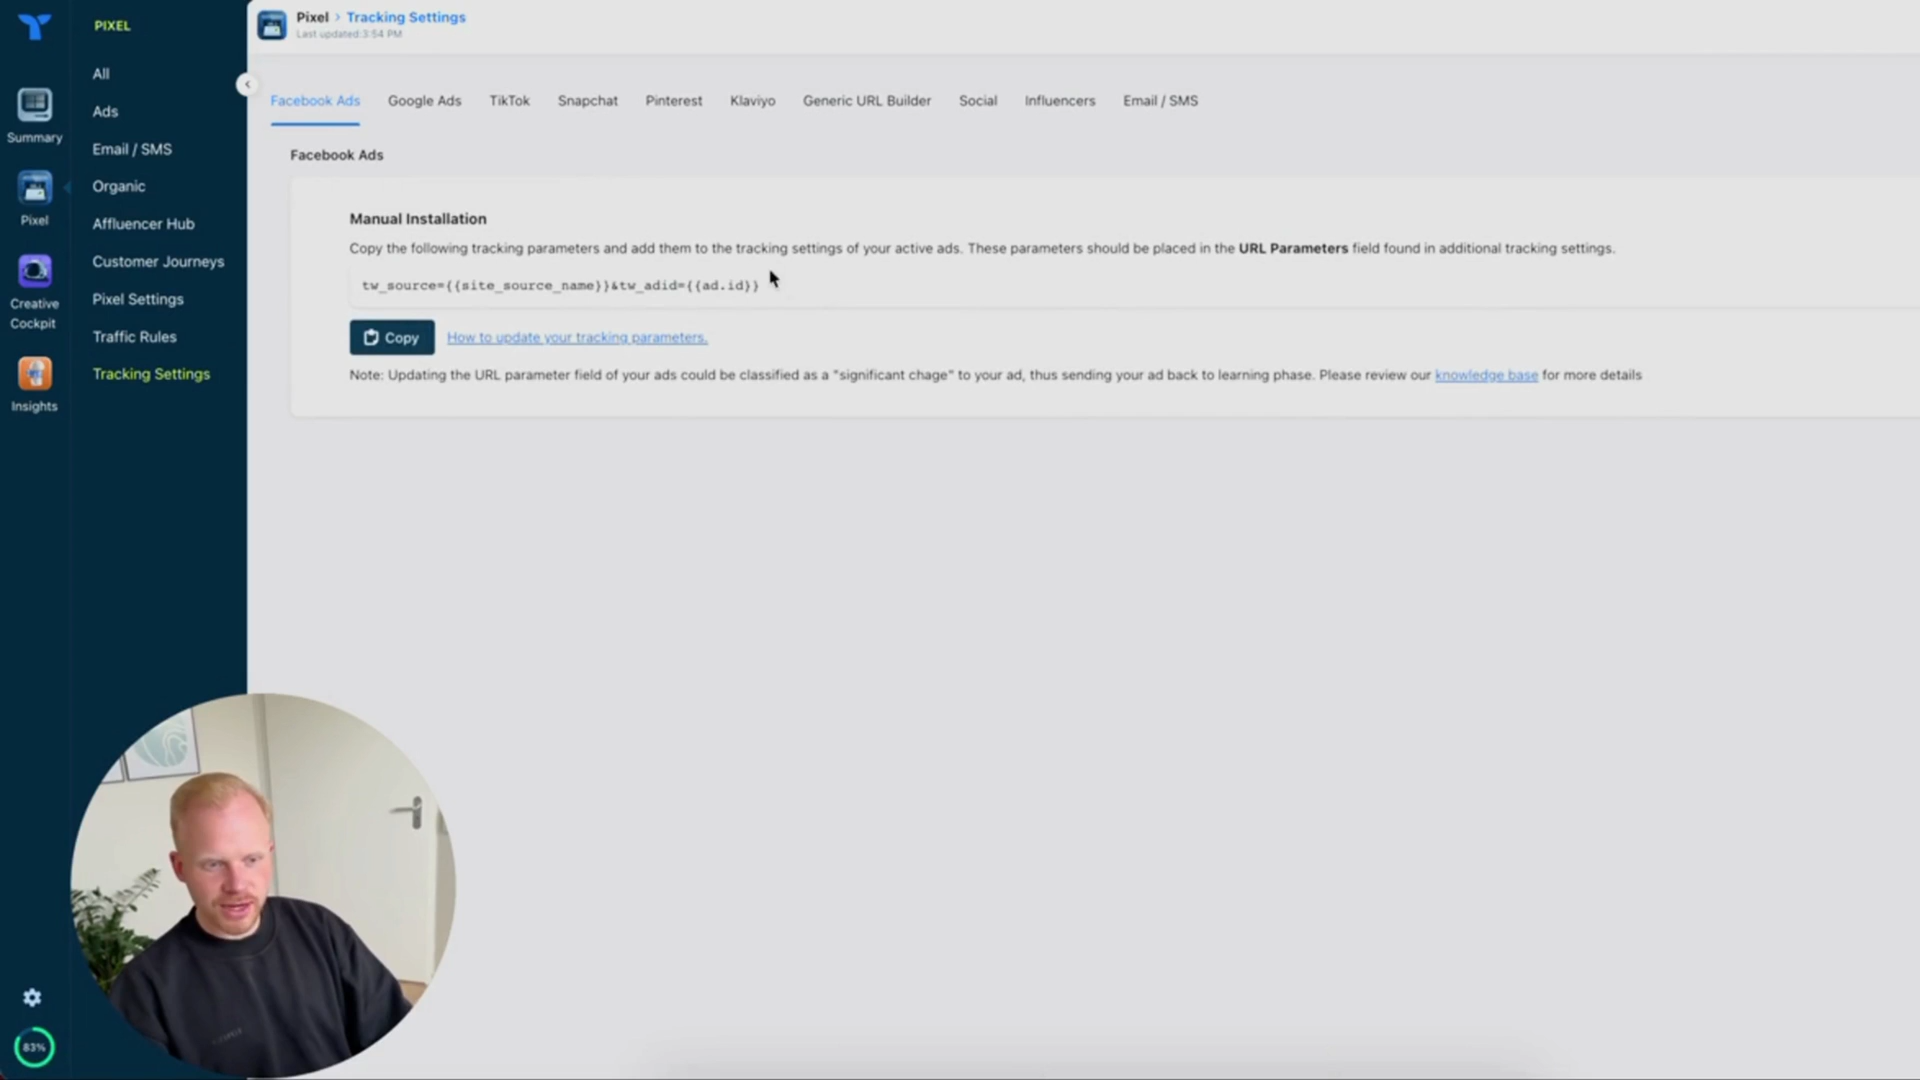 PIXEL
All
Ads
Email / SMS
Organic
Affluencer Hub
Customer Journeys
Pixel Settings
Traffic Rules
Tracking Settings
Summary
Pixel
Creative
Cockpit
Insights
83%
Pixel > Tracking Settings
Last updated:3:54 PM
Facebook Ads Google Ads TikTok Snapchat Pinterest Klaviyo Generic URL Builder Social Influencers Email / SMS
Facebook Ads
Manual Installation
Copy the following tracking parameters and add them to the tracking settings of your active ads. These parameters should be placed in the URL Parameters field found in additional tracking settings.
tw_source={{site_source_name}}&tw_adid={{ad.id}}
Copy How to update your tracking parameters.
Note: Updating the URL parameter field of your ads could be classified as a "significant chage" to your ad, thus sending your ad back to learning phase. Please review our knowledge base for more details